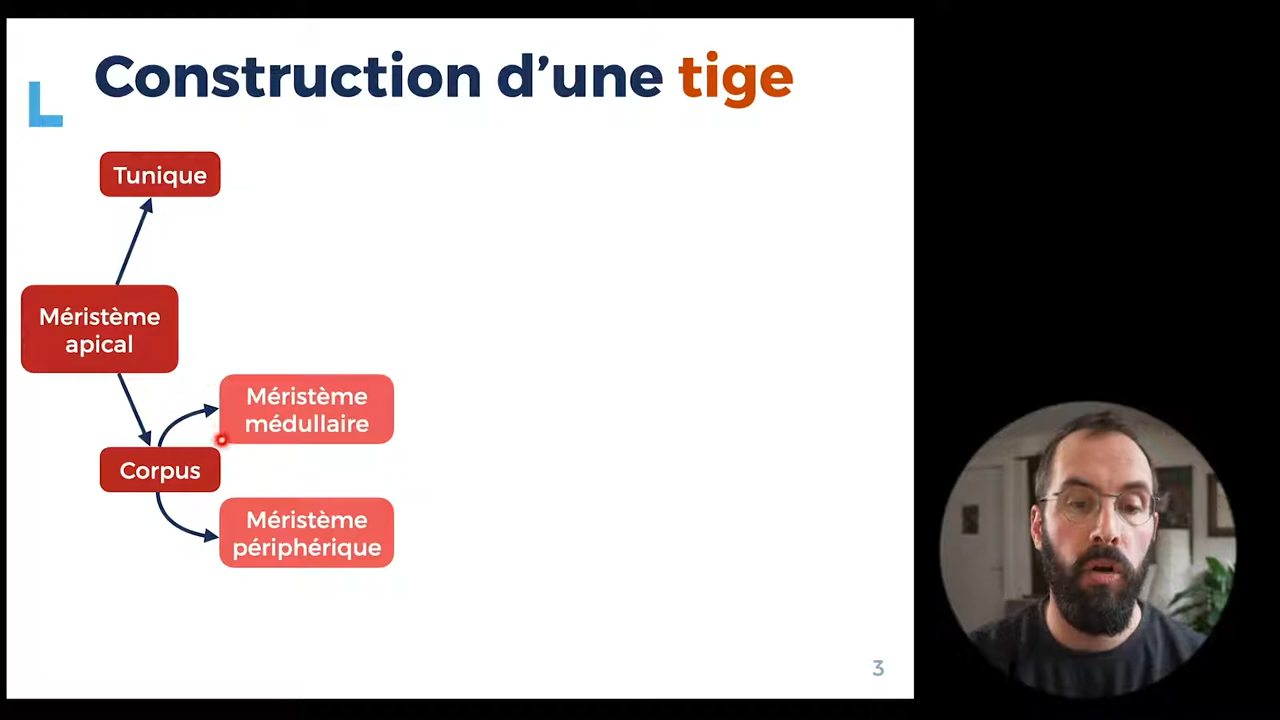 Construction d’une tige
Tunique
Méristème
apical
Méristème
médullaire
Corpus
Méristème
périphérique
3